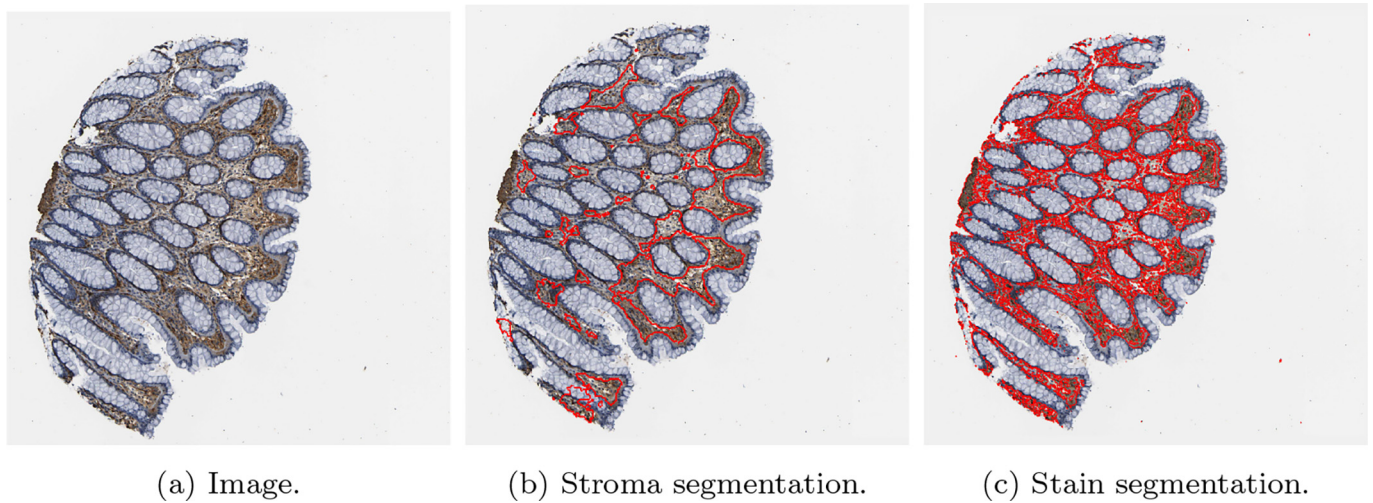 (a) Image.
(b) Stroma segmentation.
(c) Stain segmentation.